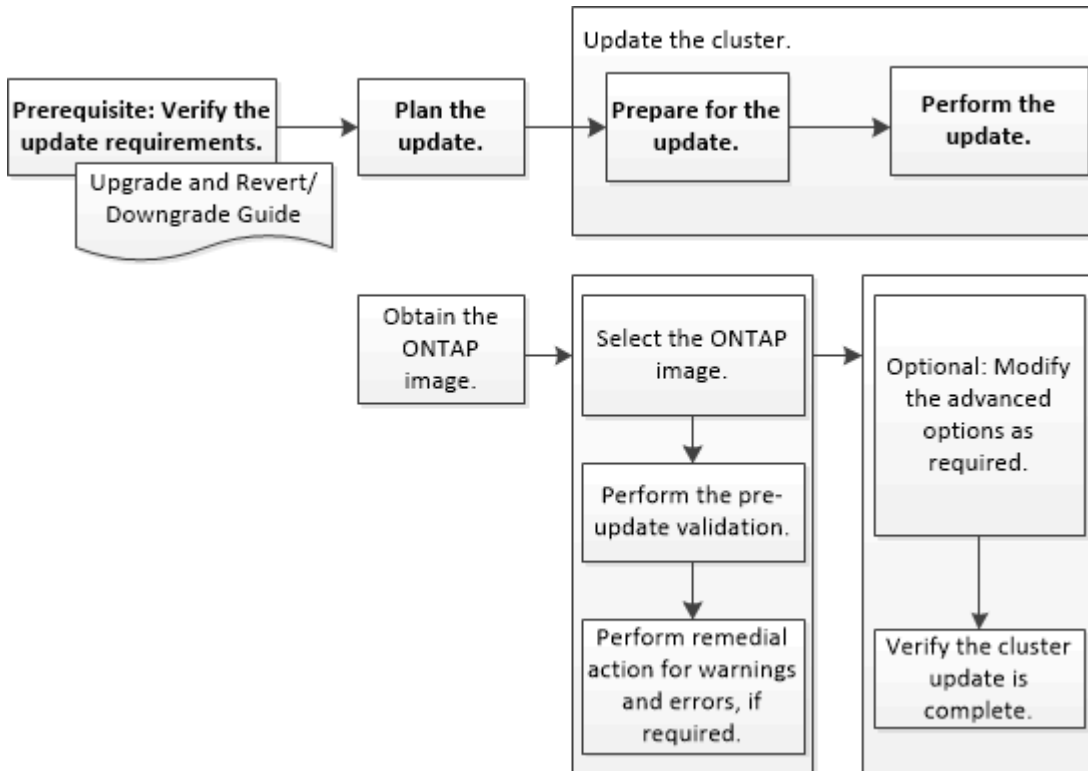 Update the cluster.
Prerequisite: Verify the
update requirements.
Upgrade and Revert/
Downgrade Guide
Plan the
update.
Prepare for the
update.
Perform the
update.
Obtain the
ONTAP
image.
Select the ONTAP
image.
Perform the pre-
update validation.
Perform remedial
action for warnings
and errors, if
required.
Optional: Modify
the advanced
options as
required.
Verify the cluster
update is
complete.